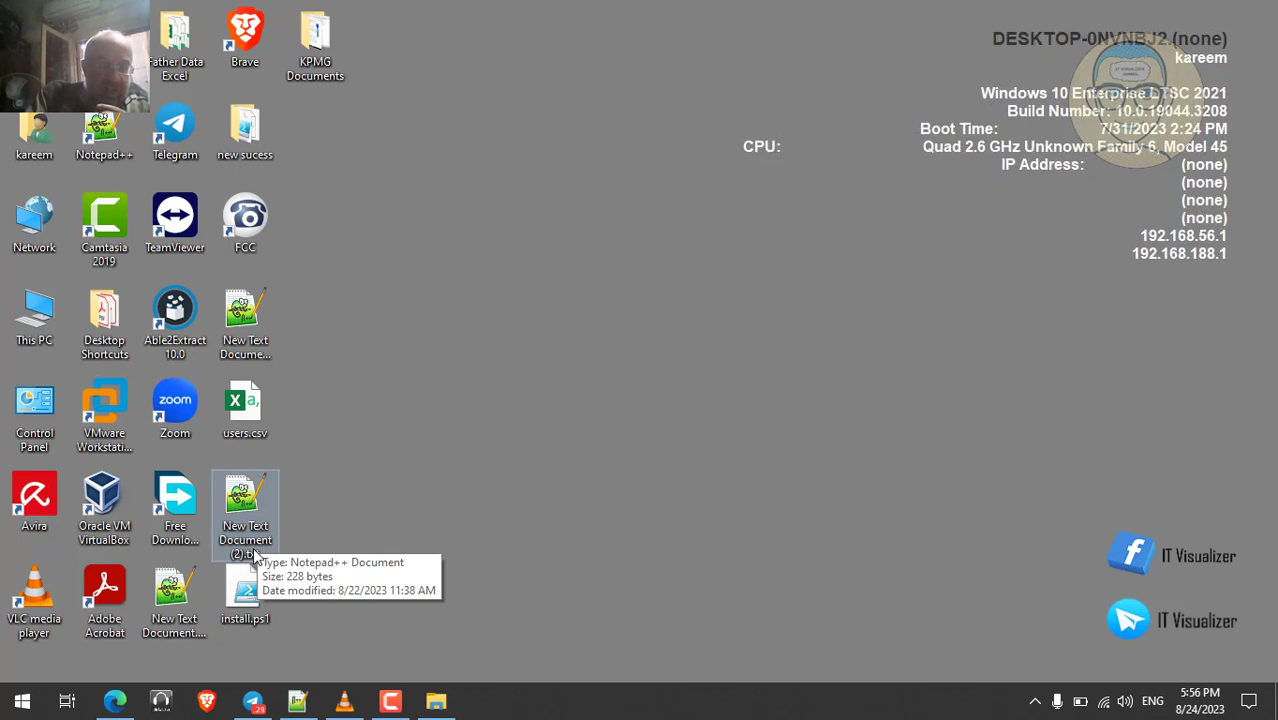 Father Data
Excel
Brave
KPMG
Documents
kareem
Notepad++
Telegram
new sucess
Network
Camtasia
2019
TeamViewer
FCC
This PC
Desktop
Shortcuts
Able2Extract
10.0
New Text
Docume...
Control
Panel
VMware
Workstati...
Zoom
users.csv
Avira
Oracle VM
VirtualBox
Free
Downlo...
New Text
Document
VLC media
player
Adobe
Acrobat
New Text
Document....
install.ps1
Type: Notepad++ Document
Size: 228 bytes
Date modified: 8/22/2023 11:38 AM
DESKTOP-0NVNBJ2.(none)
kareem
Windows 10 Enterprise LTSC 2021
Build Number: 10.0.19044.3208
Boot Time: 7/31/2023 2:24 PM
CPU: Quad 2.6 GHz Unknown Family 6, Model 45
IP Address: (none)
(none)
(none)
(none)
192.168.56.1
192.168.188.1
IT VISUALIZER
CHANNEL
IT Visualizer
IT Visualizer
29
ENG
5:56 PM
8/24/2023